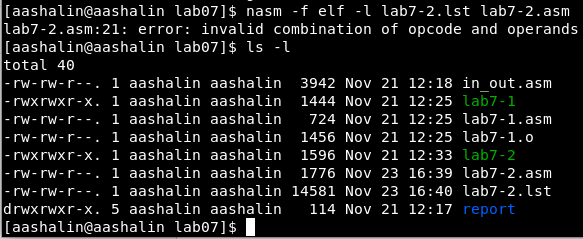 [aashalin@aashalin lab07]$ nasm -f elf -l lab7-2.lst lab7-2.asm
lab7-2.asm:21: error: invalid combination of opcode and operands
[aashalin@aashalin lab07]$ ls -l
total 40
-rw-rw-r--. 1 aashalin aashalin  3942 Nov 21 12:18 in_out.asm
-rwxrwxr-x. 1 aashalin aashalin  1444 Nov 21 12:25 lab7-1
-rw-rw-r--. 1 aashalin aashalin   724 Nov 21 12:25 lab7-1.asm
-rw-rw-r--. 1 aashalin aashalin  1456 Nov 21 12:25 lab7-1.o
-rwxrwxr-x. 1 aashalin aashalin  1596 Nov 21 12:33 lab7-2
-rw-rw-r--. 1 aashalin aashalin  1776 Nov 23 16:39 lab7-2.asm
-rw-rw-r--. 1 aashalin aashalin 14581 Nov 23 16:40 lab7-2.lst
drwxrwxr-x. 5 aashalin aashalin   114 Nov 21 12:17 report
[aashalin@aashalin lab07]$